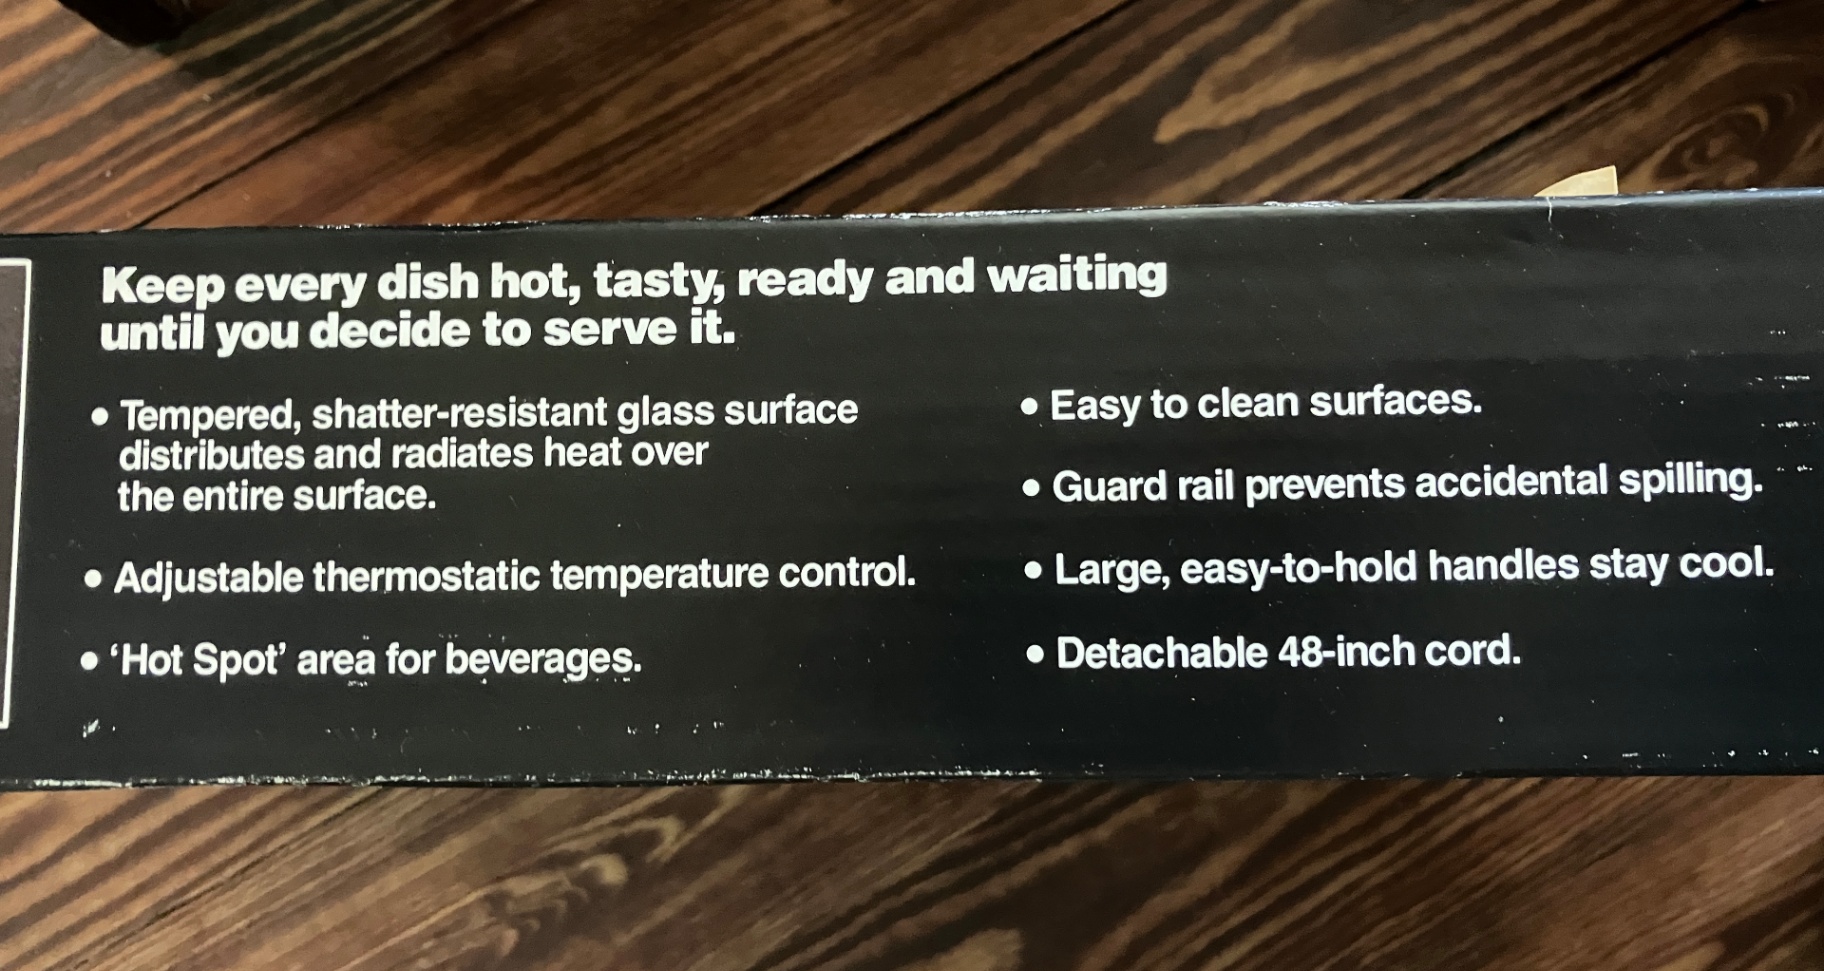 Keep every dish hot, tasty, ready and waiting
until you decide to serve it.
• Tempered, shatter-resistant glass surface
distributes and radiates heat over
the entire surface.
• Adjustable thermostatic temperature control.
• ‘Hot Spot’ area for beverages.
• Easy to clean surfaces.
• Guard rail prevents accidental spilling.
• Large, easy-to-hold handles stay cool.
• Detachable 48-inch cord.